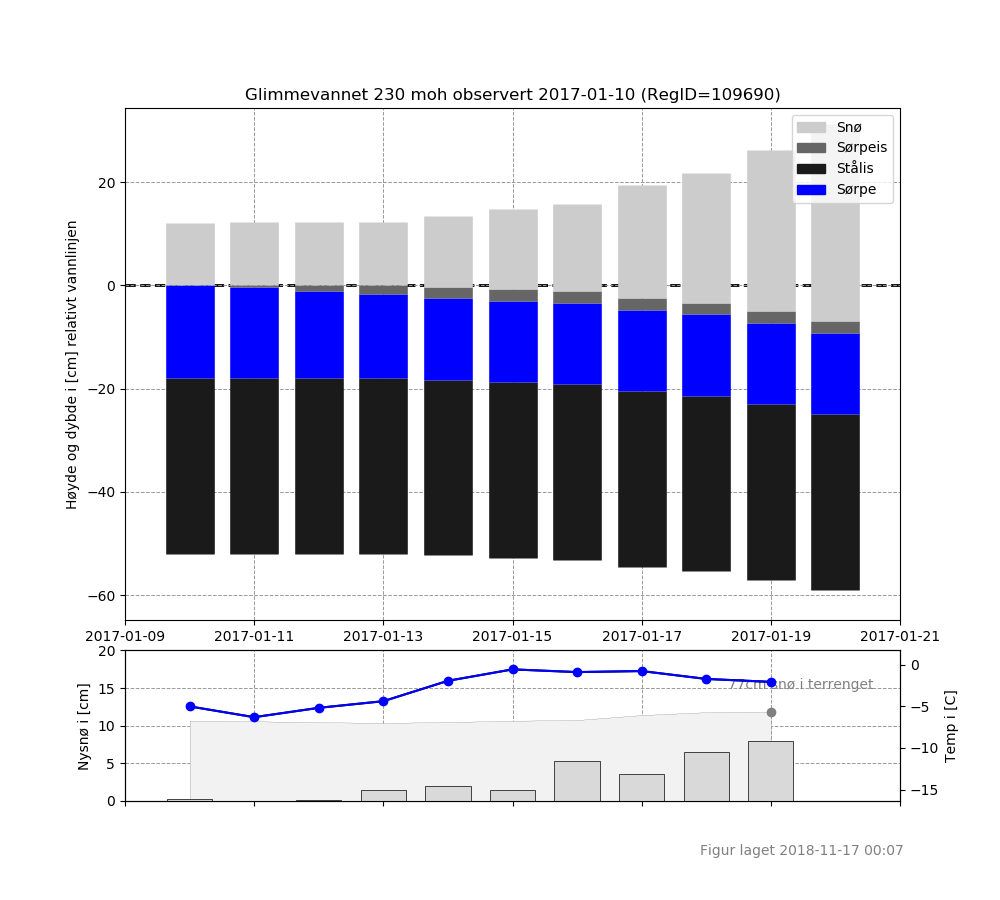 Glimmevannet 230 moh observert 2017-01-10 (RegID=109690)
Høyde og dybde i [cm] relativt vannlinjen
20
0
−20
−40
−60
Snø
Sørpeis
Stålis
Sørpe
2017-01-09
2017-01-11
2017-01-13
2017-01-15
2017-01-17
2017-01-19
2017-01-21
Nysnø i [cm]
20
15
10
5
0
77cm snø i terrenget
0
−5
−10
−15
Temp i [C]
Figur laget 2018-11-17 00:07